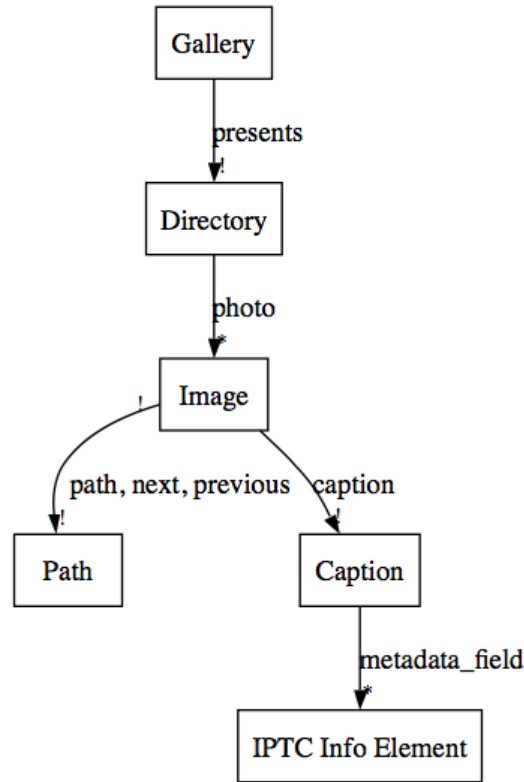 Gallery
presents
!
Directory
photo
*
Image
!
path, next, previous
caption
!
!
Path
Caption
metadata_field
*
IPTC Info Element